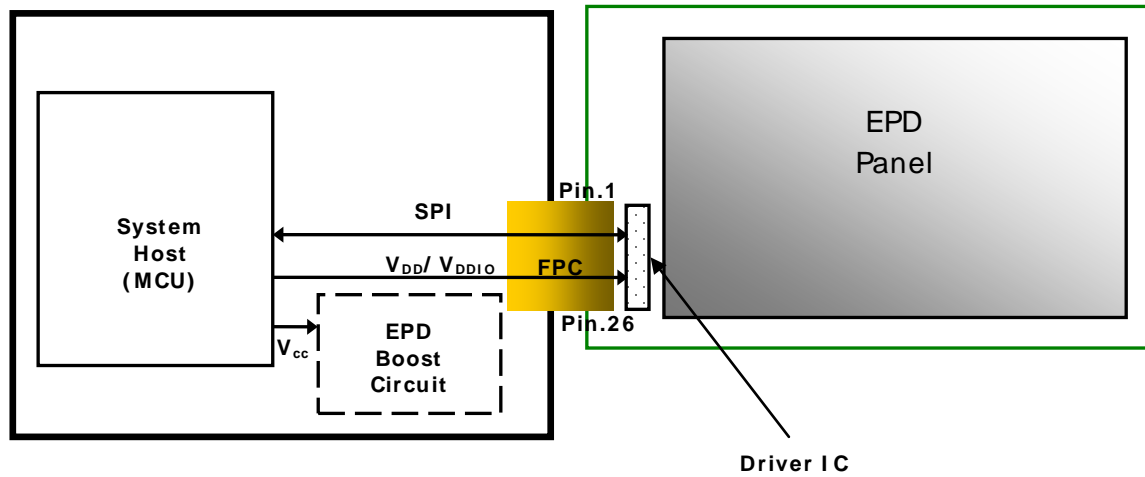 EPD
Panel
Pin.1
SPI
System
Host
(MCU)
VDD/ VDDIO
FPC
Pin.26
Vcc
EPD
Boost
Circuit
Driver IC